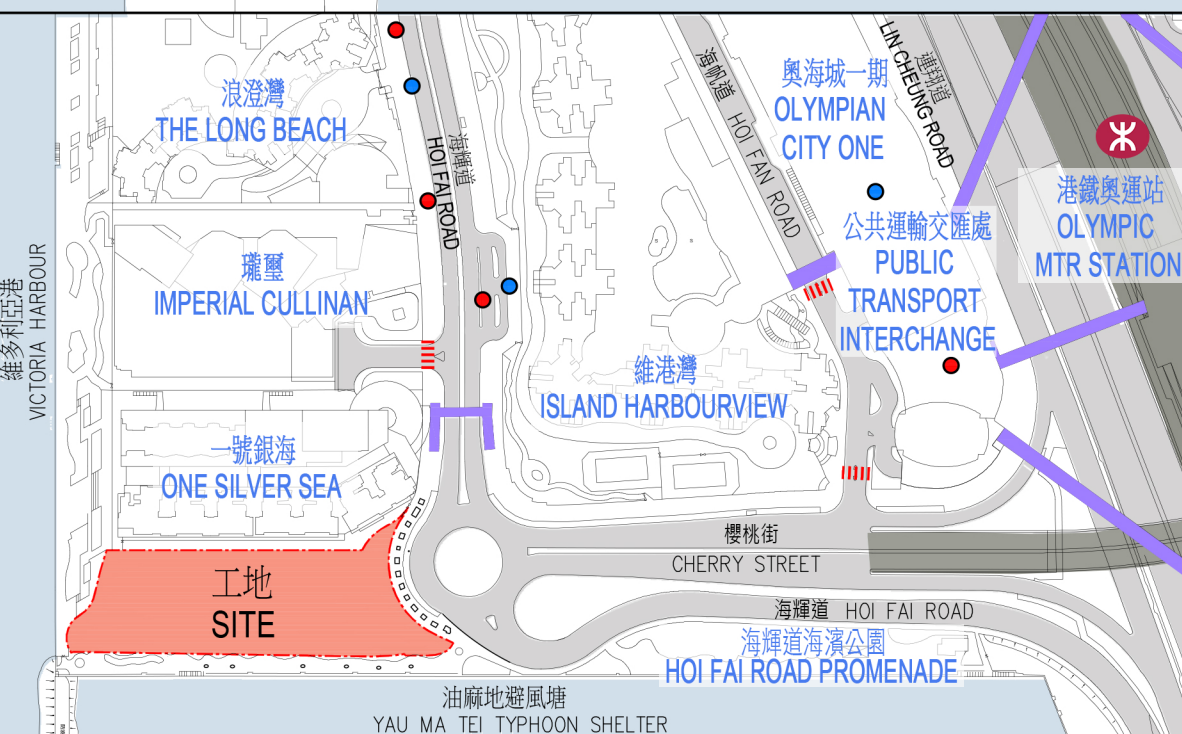 浪澄灣
THE LONG BEACH
海輝道
HOI FAI ROAD
海帆道 HOI FAN ROAD
奧海城一期
OLYMPIAN
CITY ONE
連翔道
LIN CHEUNG ROAD
港鐵奧運站
OLYMPIC
MTR STATION
公共運輸交匯處
PUBLIC
TRANSPORT
INTERCHANGE
維多利亞港
VICTORIA HARBOUR
瓏璽
IMPERIAL CULLINAN
維港灣
ISLAND HARBOURVIEW
一號銀海
ONE SILVER SEA
櫻桃街
CHERRY STREET
工地
SITE
海輝道 HOI FAI ROAD
海輝道海濱公園
HOI FAI ROAD PROMENADE
油麻地避風塘
YAU MA TEI TYPHOON SHELTER